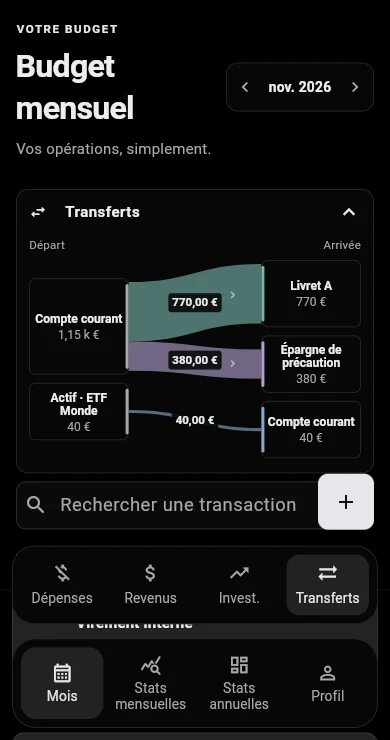 VOTRE BUDGET
Budget
mensuel
nov. 2026
Vos opérations, simplement.
Transferts
Départ
Arrivée
Compte courant
1,15 k €
Actif · ETF
Monde
40 €
770,00 €
380,00 €
40,00 €
Livret A
770 €
Épargne de
précaution
380 €
Compte courant
40 €
Rechercher une transaction
Dépenses
Revenus
Invest.
Transferts
Virement interne
Mois
Stats
mensuelles
Stats
annuelles
Profil